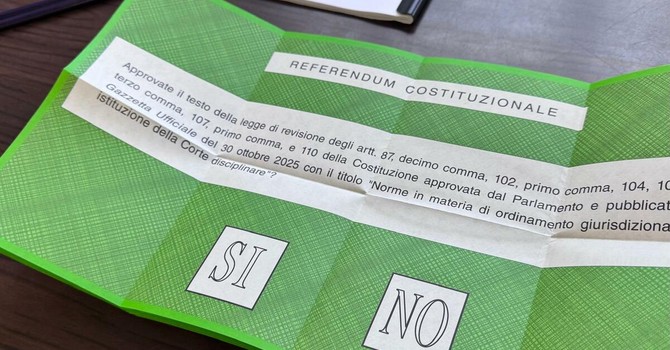 REFERENDUM COSTITUZIONALE
Approvate il testo della legge di revisione degli artt. 87, decimo comma, 102, primo comma, 104, 10
terzo comma, 107, primo comma, e 110 della Costituzione approvata dal Parlamento e pubblicat
Gazzetta Ufficiale del 30 ottobre 2025 con il titolo "Norme in materia di ordinamento giurisdiziona
istituzione della Corte disciplinare"?
SI
NO